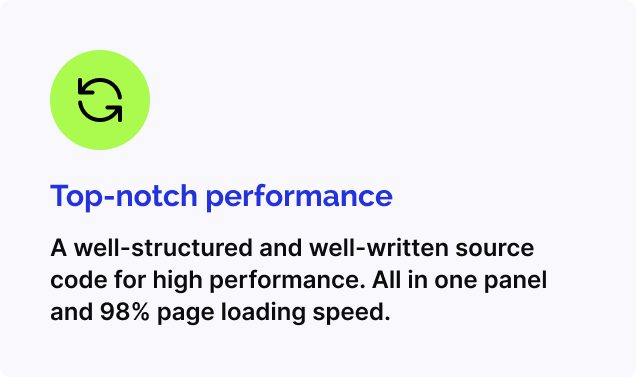 Top-notch performance
A well-structured and well-written source
code for high performance. All in one panel
and 98% page loading speed.